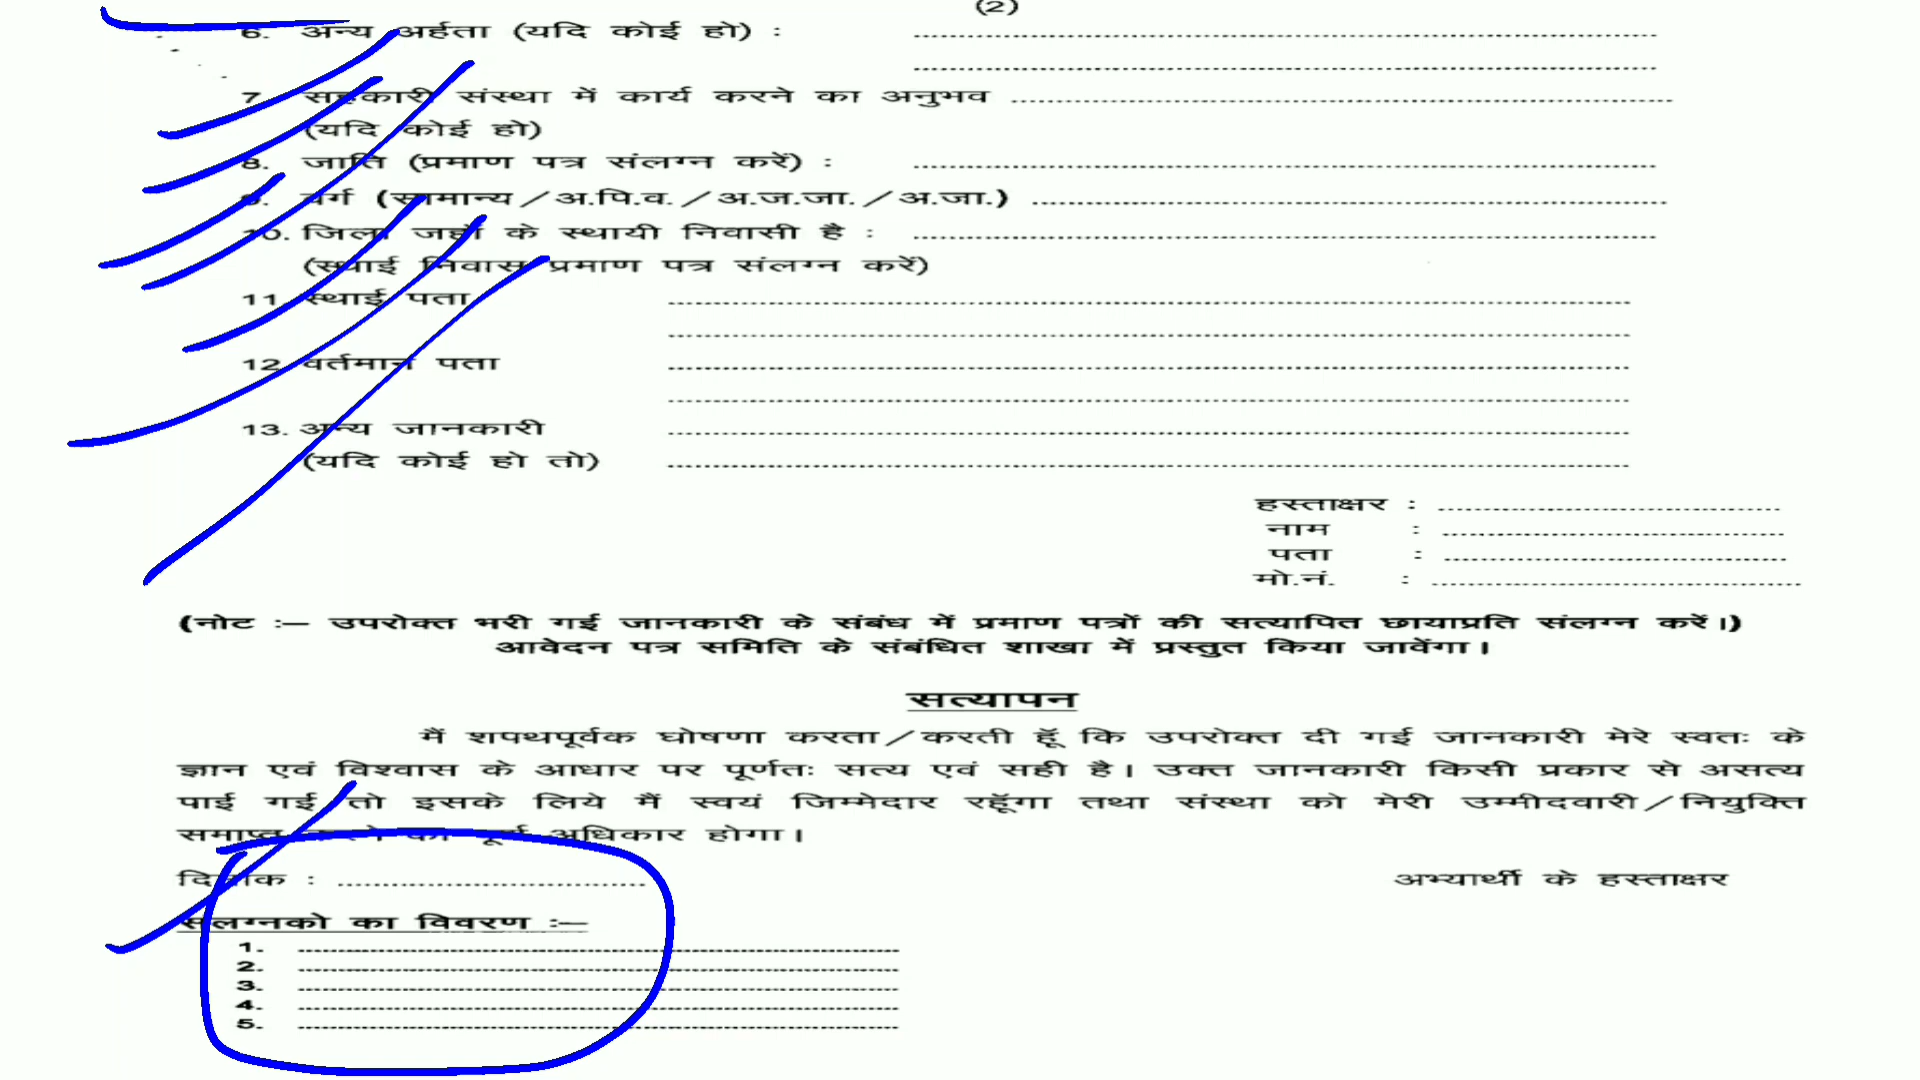 (2)
6. अन्य अर्हता (यदि कोई हो) :
7. सहकारी संस्था में कार्य करने का अनुभव
(यदि कोई हो)
8. जाति (प्रमाण पत्र संलग्न करें) :
9. वर्ग (सामान्य/अ.पि.व./अ.ज.जा./अ.जा.)
10. जिला जहाँ के स्थायी निवासी है :
(स्थाई निवास प्रमाण पत्र संलग्न करें)
11. स्थाई पता
12. वर्तमान पता
13. अन्य जानकारी
(यदि कोई हो तो)
हस्ताक्षर :
नाम :
पता :
मो.नं. :
(नोट :– उपरोक्त भरी गई जानकारी के संबंध में प्रमाण पत्रों की सत्यापित छायाप्रति संलग्न करें।)
आवेदन पत्र समिति के संबंधित शाखा में प्रस्तुत किया जावेंगा।
सत्यापन
मैं शपथपूर्वक घोषणा करता/करती हूॅं कि उपरोक्त दी गई जानकारी मेरे स्वतः के
ज्ञान एवं विश्वास के आधार पर पूर्णतः सत्य एवं सही है। उक्त जानकारी किसी प्रकार से असत्य
पाई गई तो इसके लिये मैं स्वयं जिम्मेदार रहूॅंगा तथा संस्था को मेरी उम्मीदवारी/नियुक्ति
समाप्त करने का पूर्ण अधिकार होगा।
दिनांक :
अभ्यार्थी के हस्ताक्षर
संलग्नको का विवरण :–
1.
2.
3.
4.
5.